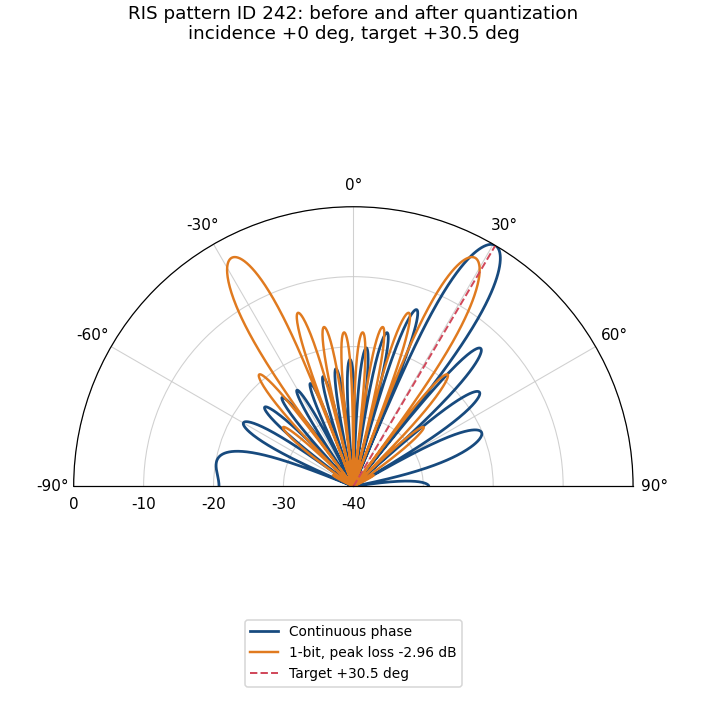 RIS pattern ID 242: before and after quantization
incidence +0 deg, target +30.5 deg
0°
-30°
30°
-60°
60°
-90°
90°
0
-10
-20
-30
-40
Continuous phase
1-bit, peak loss -2.96 dB
Target +30.5 deg